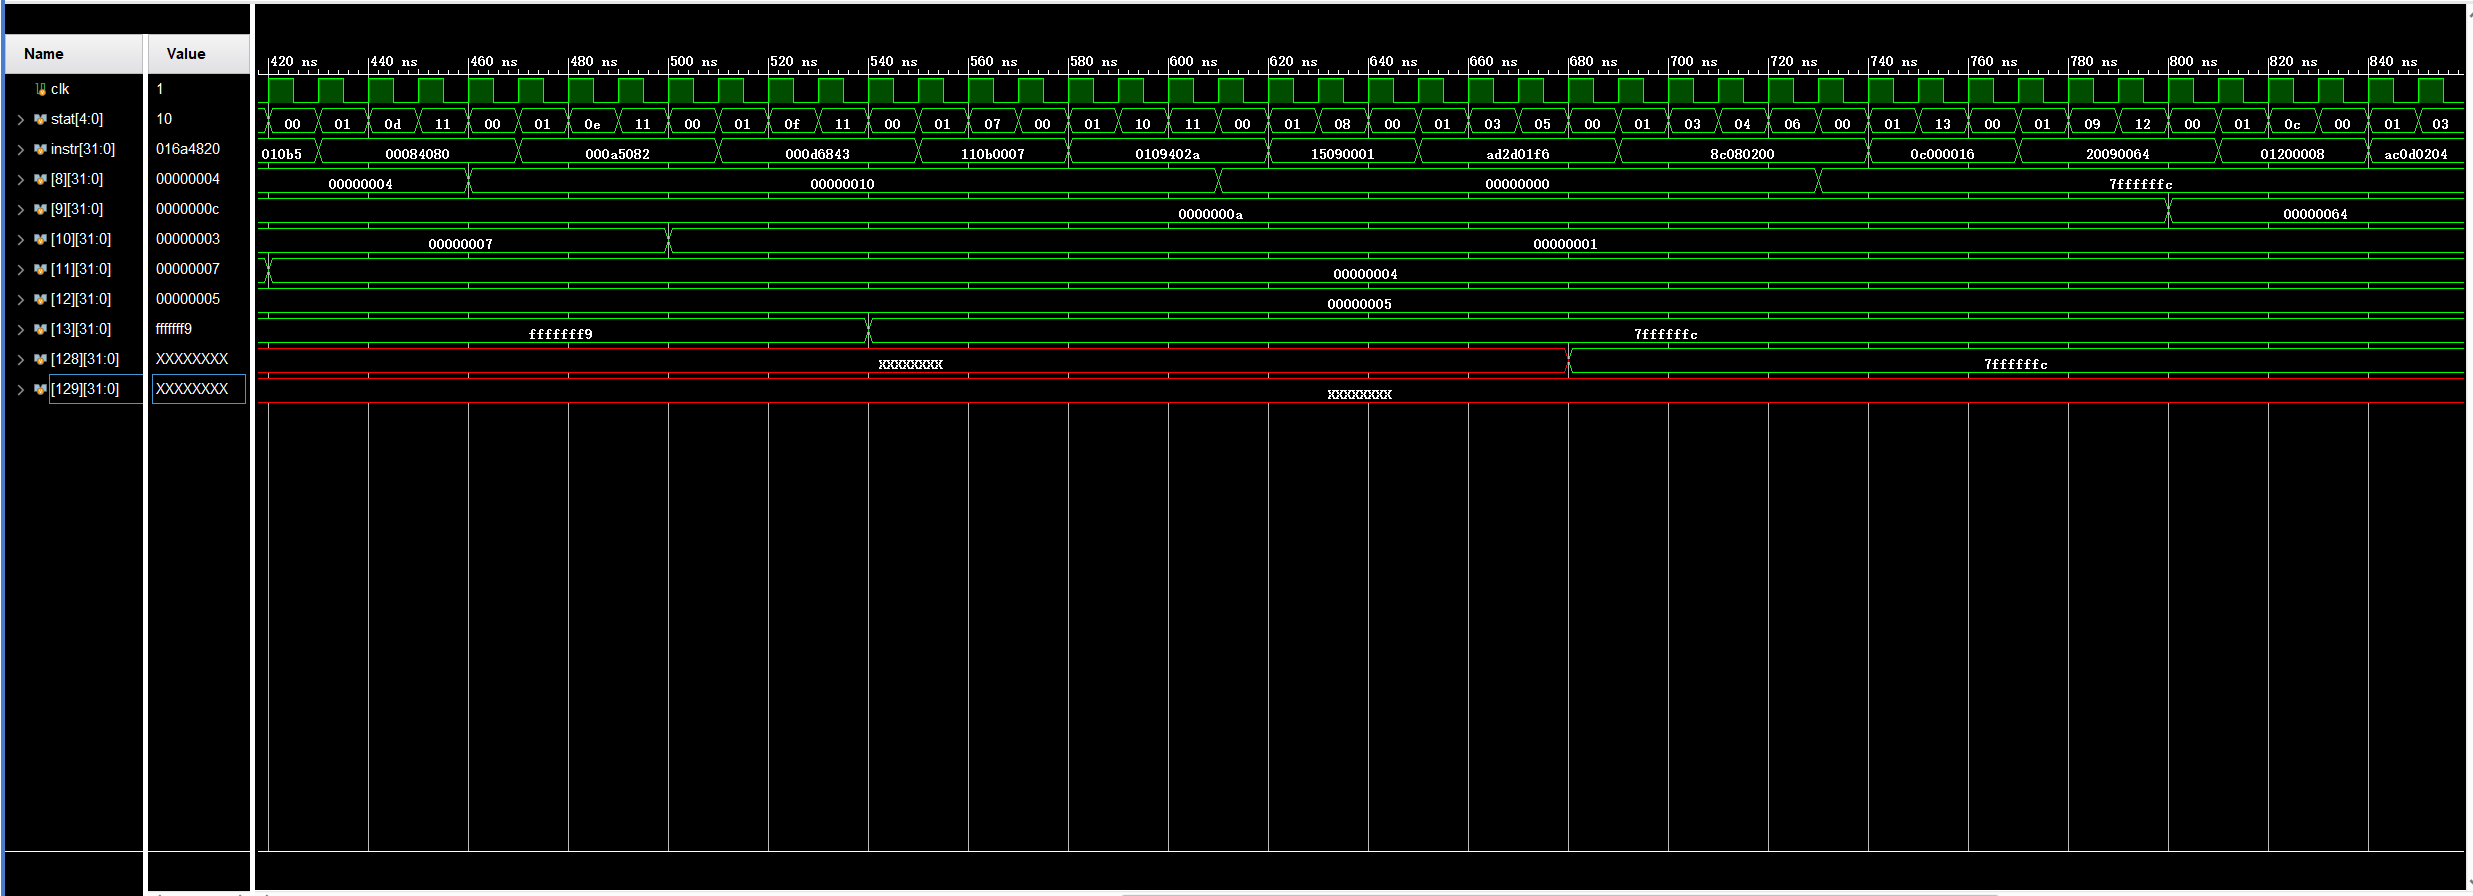 Name Value
420 ns 440 ns 460 ns 480 ns 500 ns 520 ns 540 ns 560 ns 580 ns 600 ns 620 ns 640 ns 660 ns 680 ns 700 ns 720 ns 740 ns 760 ns 780 ns 800 ns 820 ns 840 ns
clk 1
stat[4:0] 10 00 01 0d 11 00 01 0e 11 00 01 0f 11 00 01 07 00 01 10 11 00 01 08 00 01 03 05 00 01 03 04 06 00 01 13 00 01 09 12 00 01 0c 00 01 03
instr[31:0] 016a4820 010b5 00084080 000a5082 000d6843 110b0007 0109402a 15090001 ad2d01f6 8c080200 0c000016 20090064 01200008 ac0d0204
[8][31:0] 00000004 00000004 00000010 00000000 7ffffffc
[9][31:0] 0000000c 0000000a 00000064
[10][31:0] 00000003 00000007 00000001
[11][31:0] 00000007 00000004
[12][31:0] 00000005 00000005
[13][31:0] fffffff9 fffffff9 7ffffffc
[128][31:0] XXXXXXXX XXXXXXXX 7ffffffc
[129][31:0] XXXXXXXX XXXXXXXX